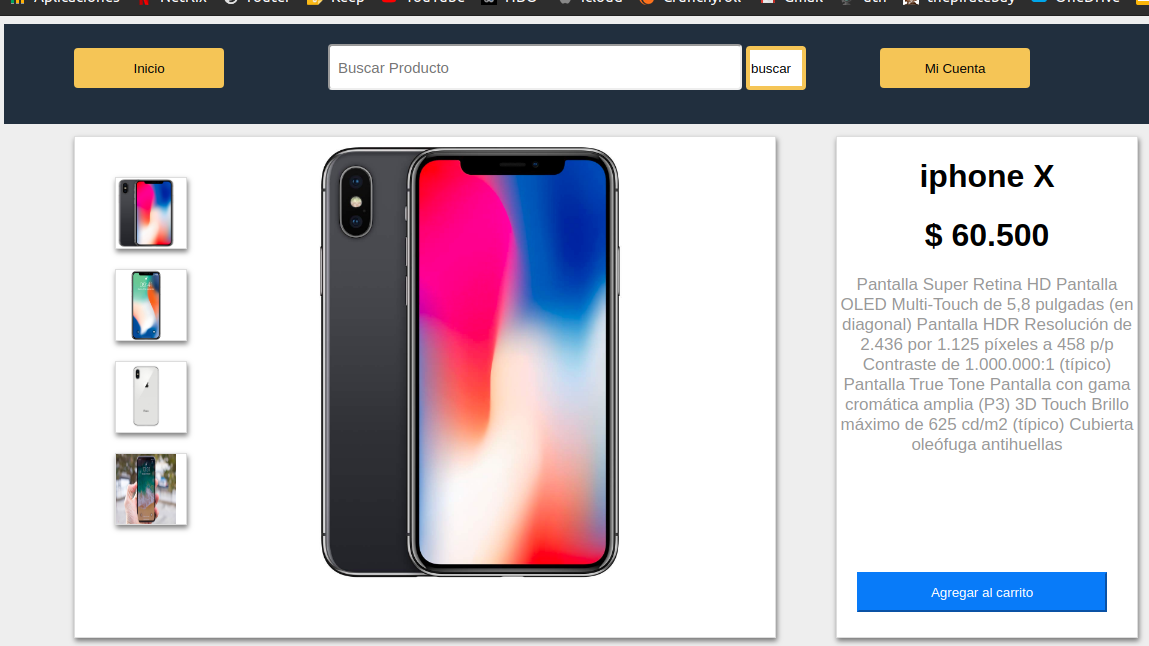 Aplicaciones Netflix Tutor Keep YouTube HBO icloud Crunchyroll Gmail utn thepirateBay OneDrive
Inicio
Buscar Producto
buscar
Mi Cuenta
iphone X
$ 60.500
Pantalla Super Retina HD Pantalla
OLED Multi-Touch de 5,8 pulgadas (en
diagonal) Pantalla HDR Resolución de
2.436 por 1.125 píxeles a 458 p/p
Contraste de 1.000.000:1 (típico)
Pantalla True Tone Pantalla con gama
cromática amplia (P3) 3D Touch Brillo
máximo de 625 cd/m2 (típico) Cubierta
oleófuga antihuellas
Agregar al carrito